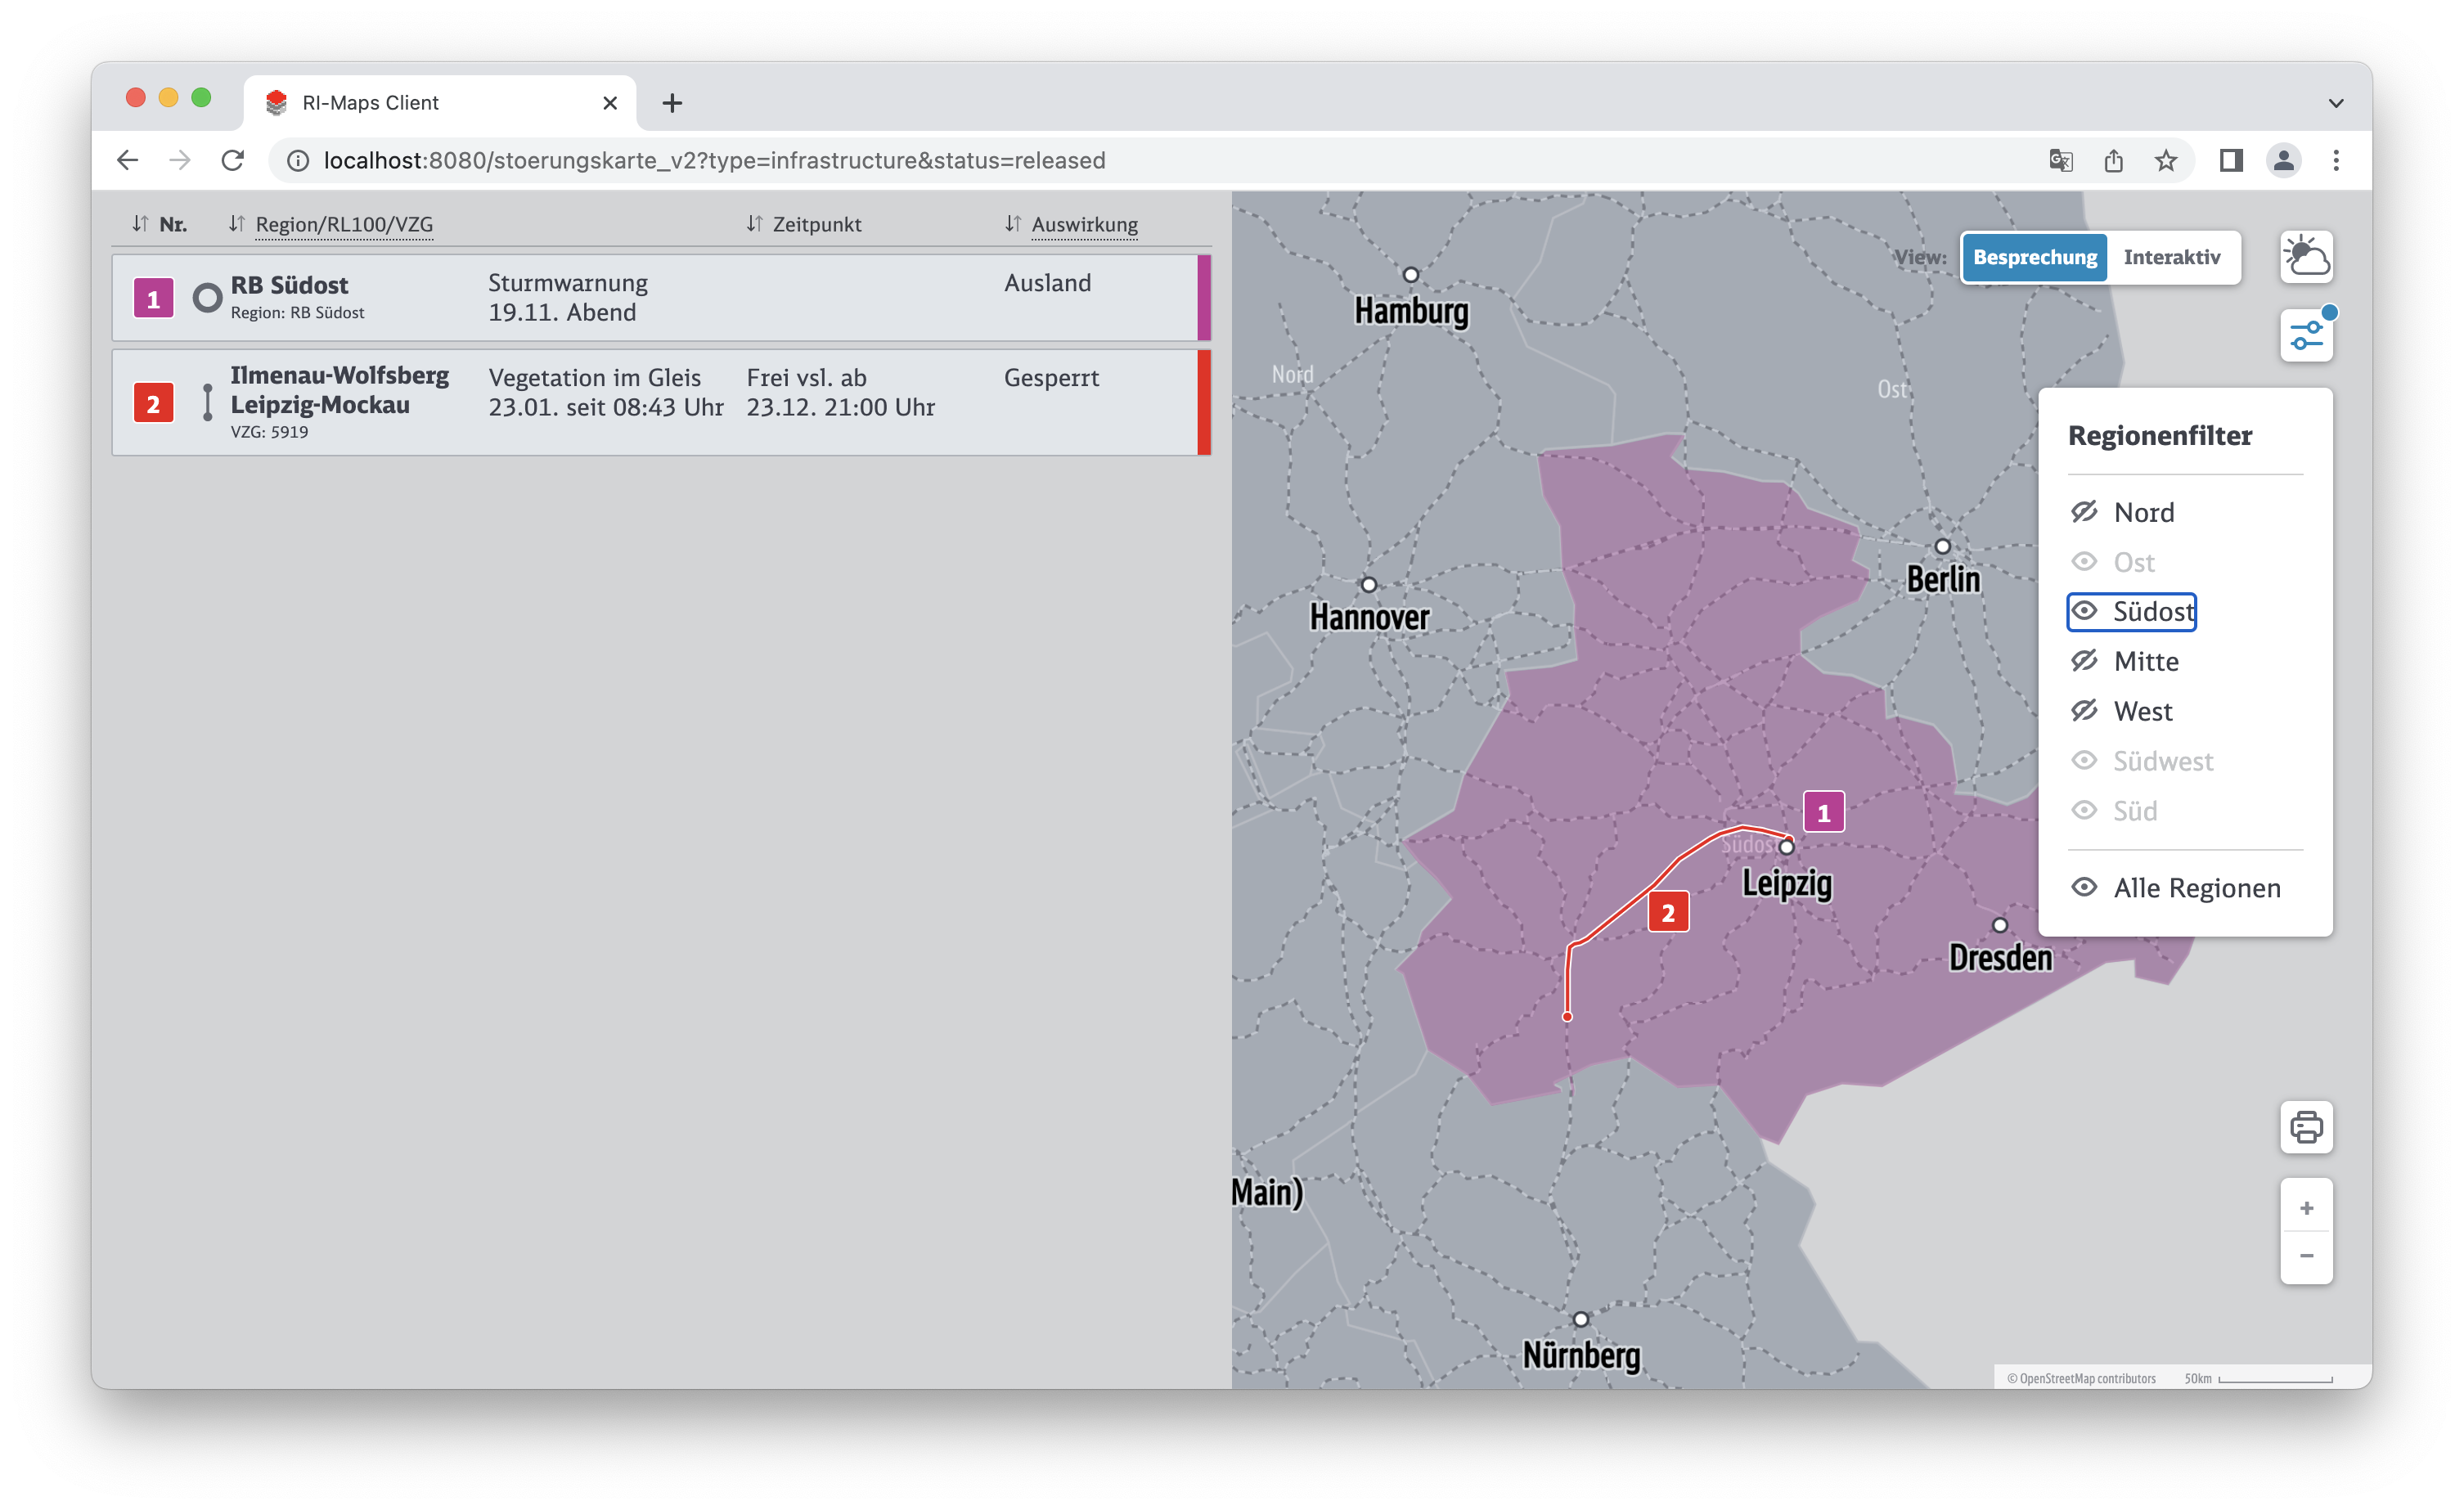 RI-Maps Client
localhost:8080/stoerungskarte_v2?type=infrastructure&status=released
Nr. Region/RL100/VZG Zeitpunkt Auswirkung
1 RB Südost
Region: RB Südost
Sturmwarnung
19.11. Abend
Ausland
2 Ilmenau-Wolfsberg
Leipzig-Mockau
VZG: 5919
Vegetation im Gleis
23.01. seit 08:43 Uhr
Frei vsl. ab
23.12. 21:00 Uhr
Gesperrt
View: Besprechung Interaktiv
Hamburg
Nord
Ost
Hannover
Berlin
1
Südost
Leipzig
2
Dresden
Main)
Nürnberg
Regionenfilter
Nord
Ost
Südost
Mitte
West
Südwest
Süd
Alle Regionen
+
−
© OpenStreetMap contributors 50km